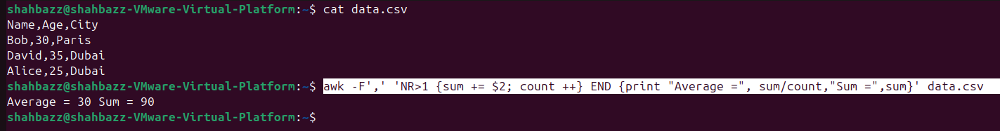 shahbazz@shahbazz-VMware-Virtual-Platform:~$ cat data.csv
Name,Age,City
Bob,30,Paris
David,35,Dubai
Alice,25,Dubai
shahbazz@shahbazz-VMware-Virtual-Platform:~$ awk -F',' 'NR>1 {sum += $2; count ++} END {print "Average =", sum/count,"Sum =",sum}' data.csv
Average = 30 Sum = 90
shahbazz@shahbazz-VMware-Virtual-Platform:~$